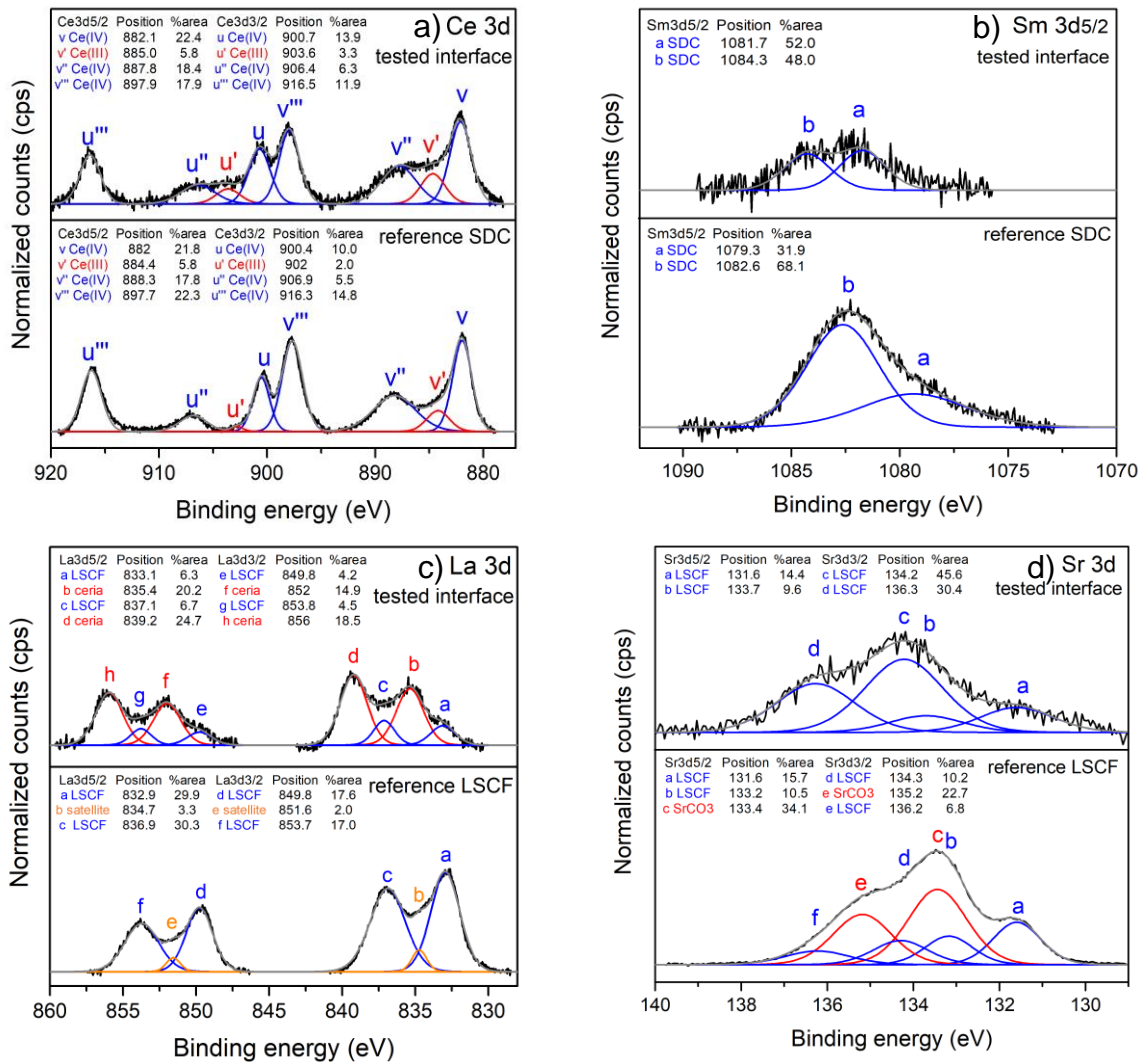 a) Ce 3d
tested interface
Ce3d5/2 Position %area Ce3d3/2 Position %area
v Ce(IV) 882.1 22.4 u Ce(IV) 900.7 13.9
v' Ce(III) 885.0 5.8 u' Ce(III) 903.6 3.3
v'' Ce(IV) 887.8 18.4 u'' Ce(IV) 906.4 6.3
v''' Ce(IV) 897.9 17.9 u''' Ce(IV) 916.5 11.9
u''' u'' u' u v''' v'' v' v
reference SDC
Ce3d5/2 Position %area Ce3d3/2 Position %area
v Ce(IV) 882 21.8 u Ce(IV) 900.4 10.0
v' Ce(III) 884.4 5.8 u' Ce(III) 902 2.0
v'' Ce(IV) 888.3 17.8 u'' Ce(IV) 906.9 5.5
v''' Ce(IV) 897.7 22.3 u''' Ce(IV) 916.3 14.8
u''' u'' u' u v''' v'' v' v
920 910 900 890 880
Binding energy (eV)
Normalized counts (cps)
b) Sm 3d5/2
tested interface
Sm3d5/2 Position %area
a SDC 1081.7 52.0
b SDC 1084.3 48.0
b a
reference SDC
Sm3d5/2 Position %area
a SDC 1079.3 31.9
b SDC 1082.6 68.1
b a
1090 1085 1080 1075 1070
Binding energy (eV)
Normalized counts (cps)
c) La 3d
tested interface
La3d5/2 Position %area La3d3/2 Position %area
a LSCF 833.1 6.3 e LSCF 849.8 4.2
b ceria 835.4 20.2 f ceria 852 14.9
c LSCF 837.1 6.7 g LSCF 853.8 4.5
d ceria 839.2 24.7 h ceria 856 18.5
h g f e d c b a
reference LSCF
La3d5/2 Position %area La3d3/2 Position %area
a LSCF 832.9 29.9 d LSCF 849.8 17.6
b satellite 834.7 3.3 e satellite 851.6 2.0
c LSCF 836.9 30.3 f LSCF 853.7 17.0
f e d c b a
860 855 850 845 840 835 830
Binding energy (eV)
Normalized counts (cps)
d) Sr 3d
tested interface
Sr3d5/2 Position %area Sr3d3/2 Position %area
a LSCF 131.6 14.4 c LSCF 134.2 45.6
b LSCF 133.7 9.6 d LSCF 136.3 30.4
d c b a
reference LSCF
Sr3d5/2 Position %area Sr3d3/2 Position %area
a LSCF 131.6 15.7 d LSCF 134.3 10.2
b LSCF 133.2 10.5 e SrCO3 135.2 22.7
c SrCO3 133.4 34.1 e LSCF 136.2 6.8
f e d c b a
140 138 136 134 132 130
Binding energy (eV)
Normalized counts (cps)